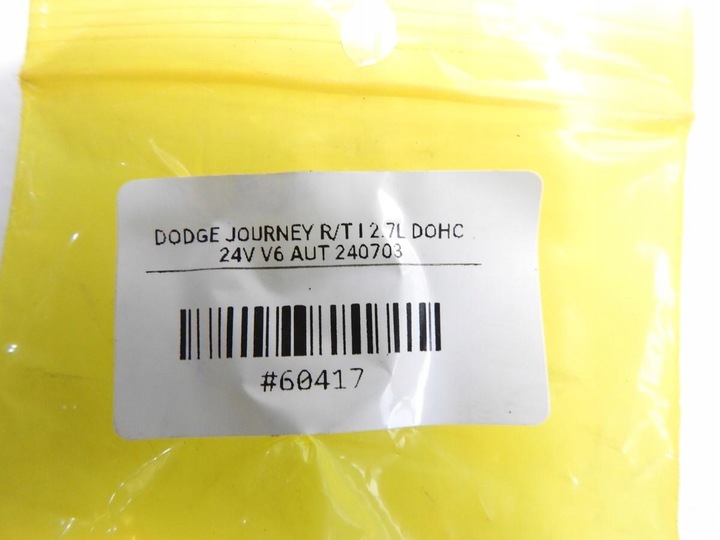 DODGE JOURNEY R/T I 2.7L DOHC
24V V6 AUT 240703
#60417